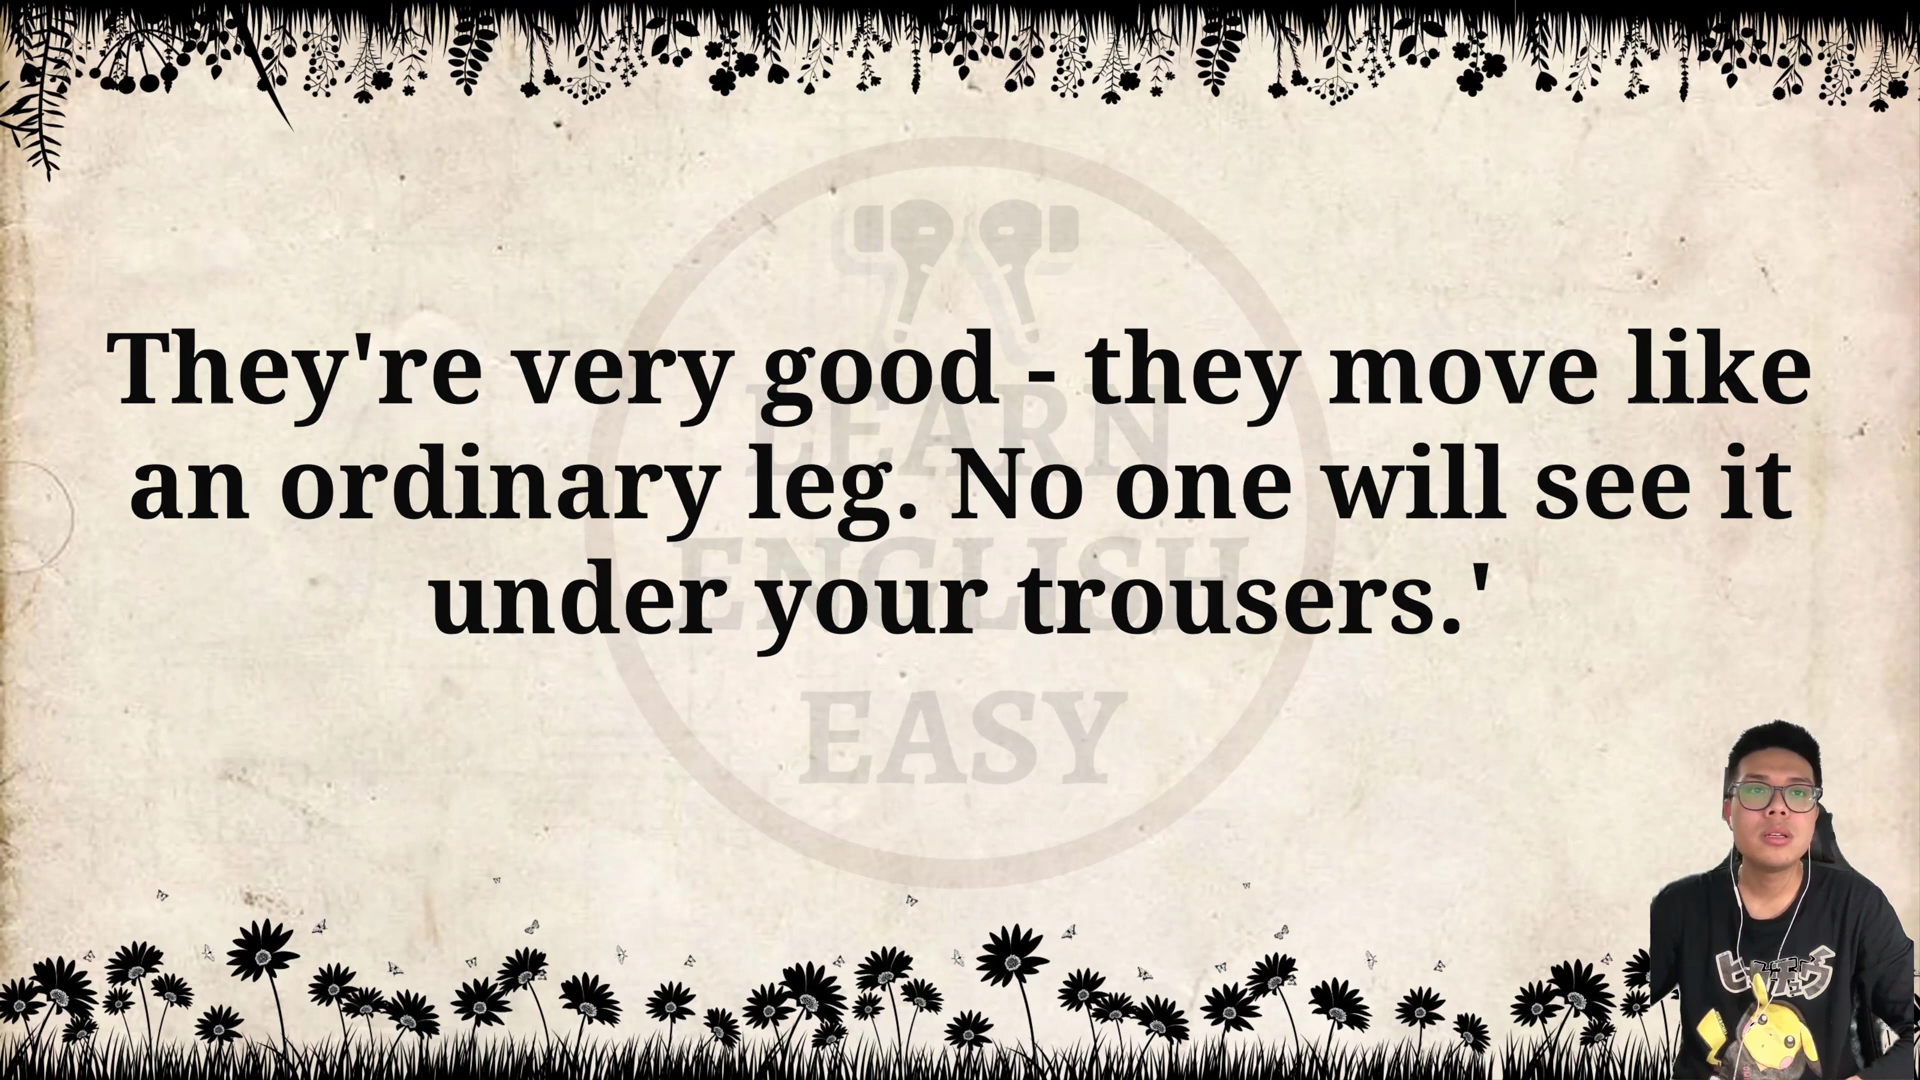 They're very good - they move like
an ordinary leg. No one will see it
under your trousers.'
LEARN
ENGLISH
EASY